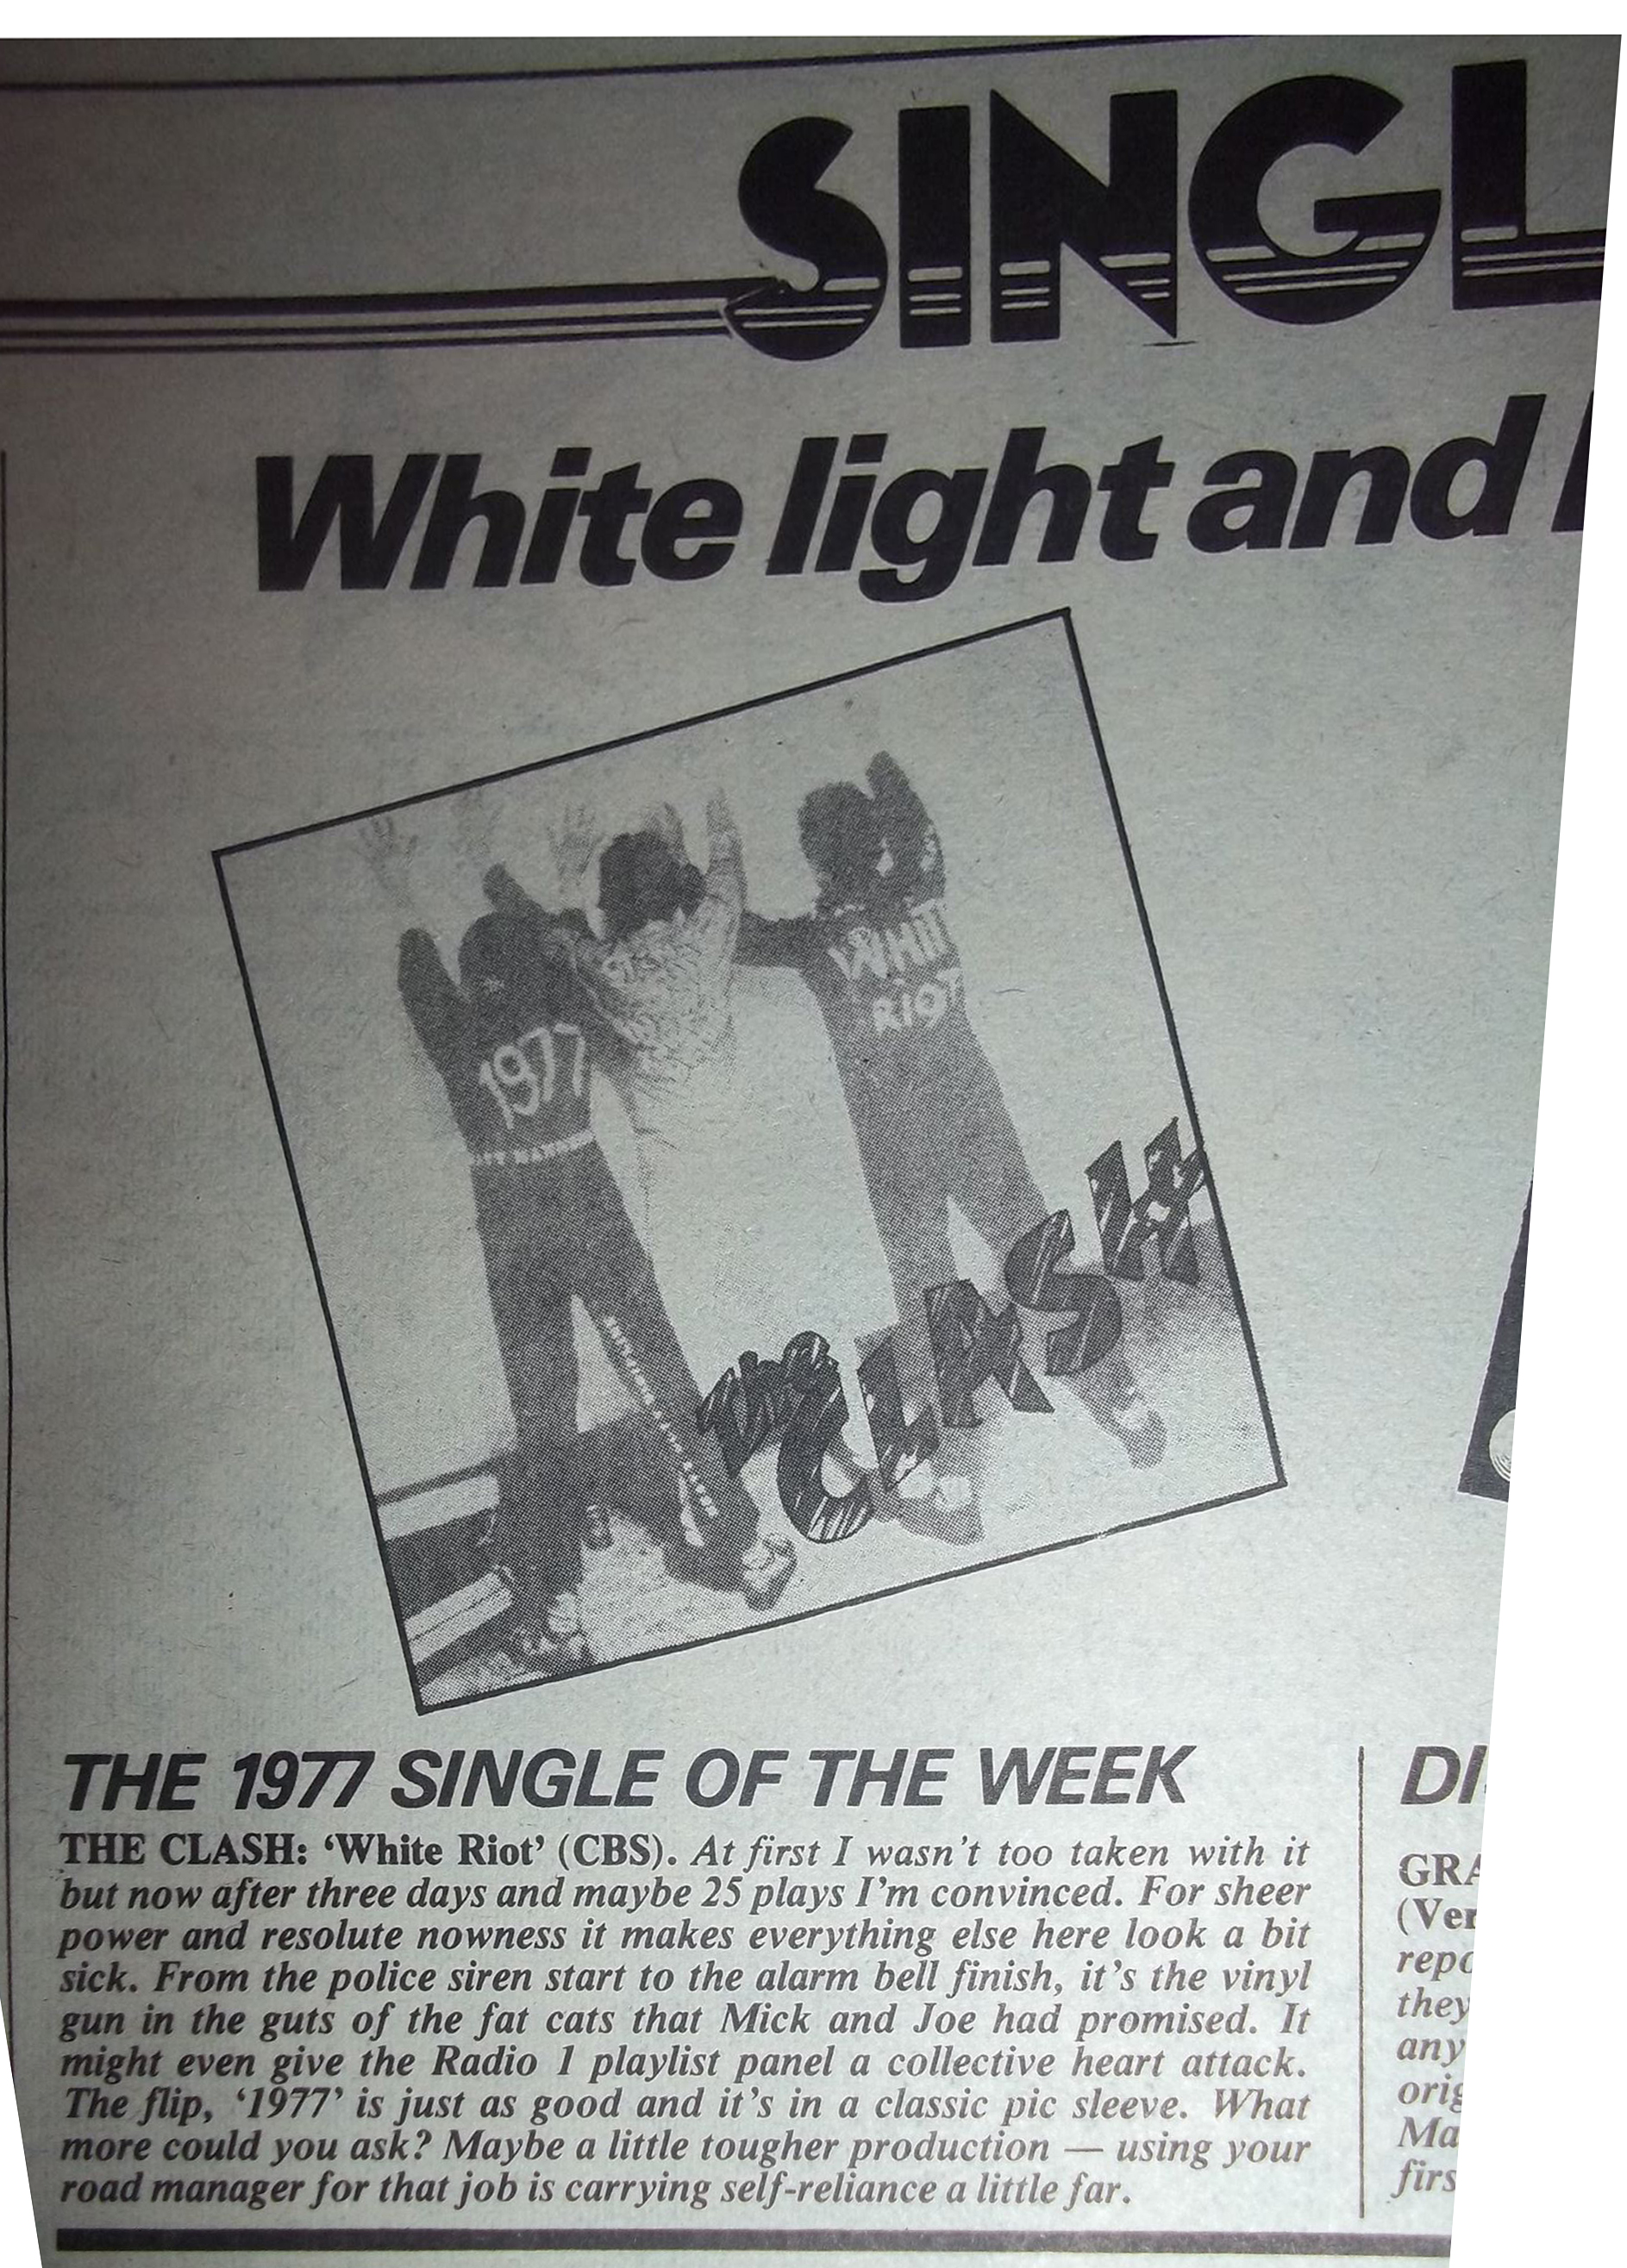 SINGL
White light and
1977
WHIT
RIOT
THE CLASH
THE 1977 SINGLE OF THE WEEK
THE CLASH: ‘White Riot’ (CBS). At first I wasn’t too taken with it
but now after three days and maybe 25 plays I’m convinced. For sheer
power and resolute nowness it makes everything else here look a bit
sick. From the police siren start to the alarm bell finish, it’s the vinyl
gun in the guts of the fat cats that Mick and Joe had promised. It
might even give the Radio 1 playlist panel a collective heart attack.
The flip, ‘1977’ is just as good and it’s in a classic pic sleeve. What
more could you ask? Maybe a little tougher production — using your
road manager for that job is carrying self-reliance a little far.
DI
GRA
(Ver
repo
they
any
orig
Ma
firs